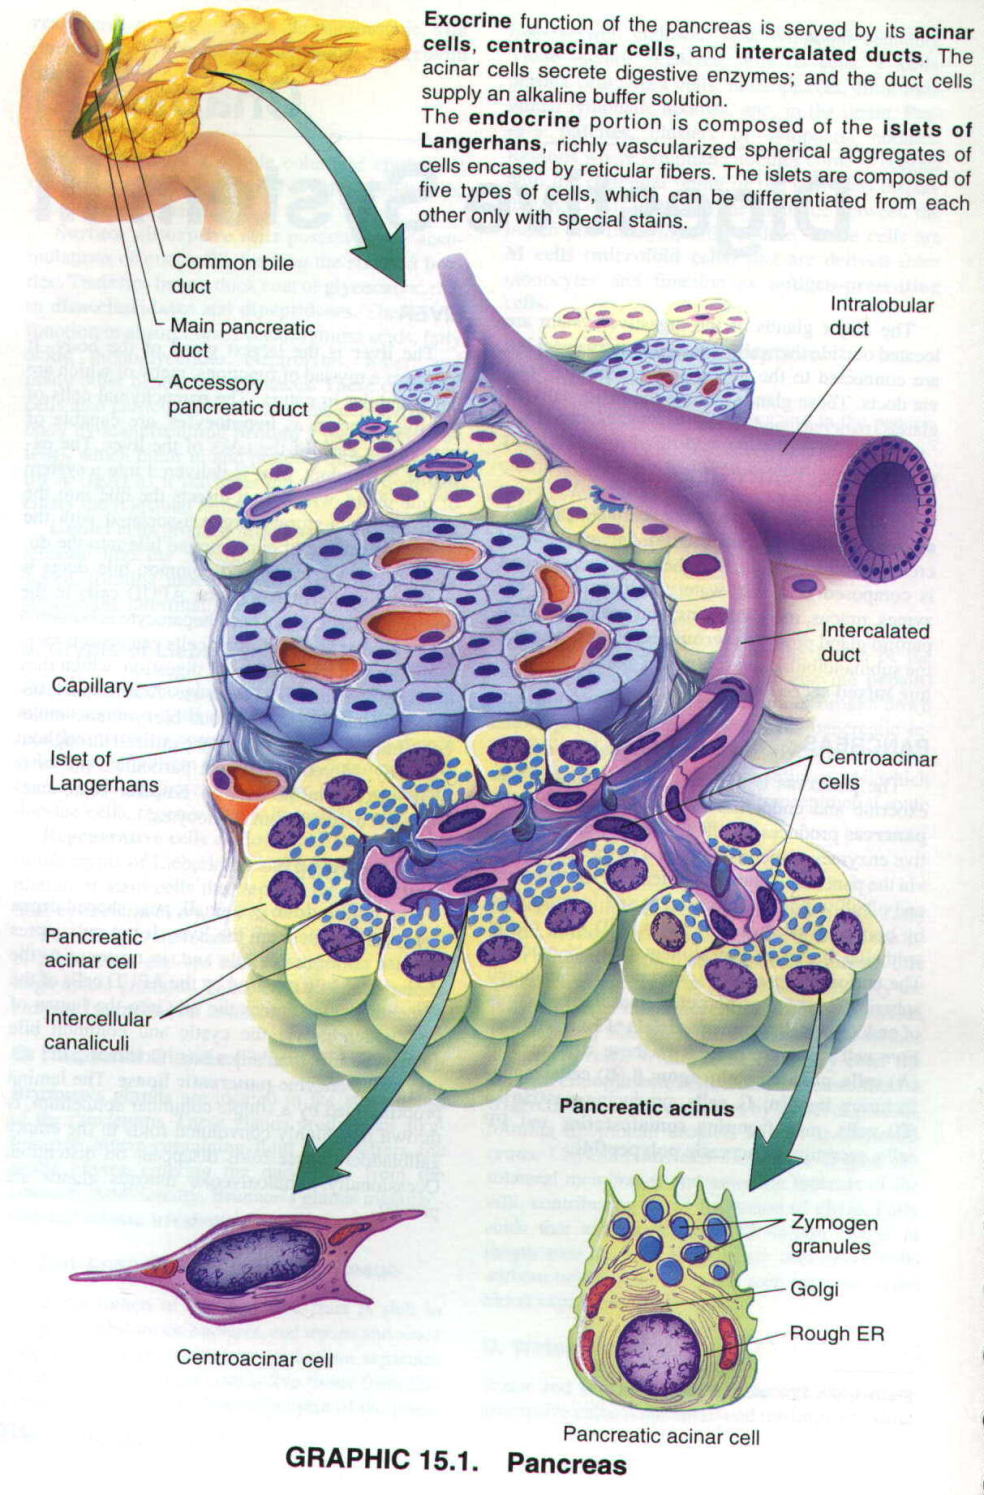 Exocrine function of the pancreas is served by its acinar
cells, centroacinar cells, and intercalated ducts. The
acinar cells secrete digestive enzymes; and the duct cells
supply an alkaline buffer solution.
The endocrine portion is composed of the islets of
Langerhans, richly vascularized spherical aggregates of
cells encased by reticular fibers. The islets are composed of
five types of cells, which can be differentiated from each
other only with special stains.
Common bile
duct
Main pancreatic
duct
Accessory
pancreatic duct
Intralobular
duct
Intercalated
duct
Capillary
Islet of
Langerhans
Centroacinar
cells
Pancreatic
acinar cell
Intercellular
canaliculi
Pancreatic acinus
Zymogen
granules
Golgi
Rough ER
Centroacinar cell
Pancreatic acinar cell
GRAPHIC 15.1. Pancreas